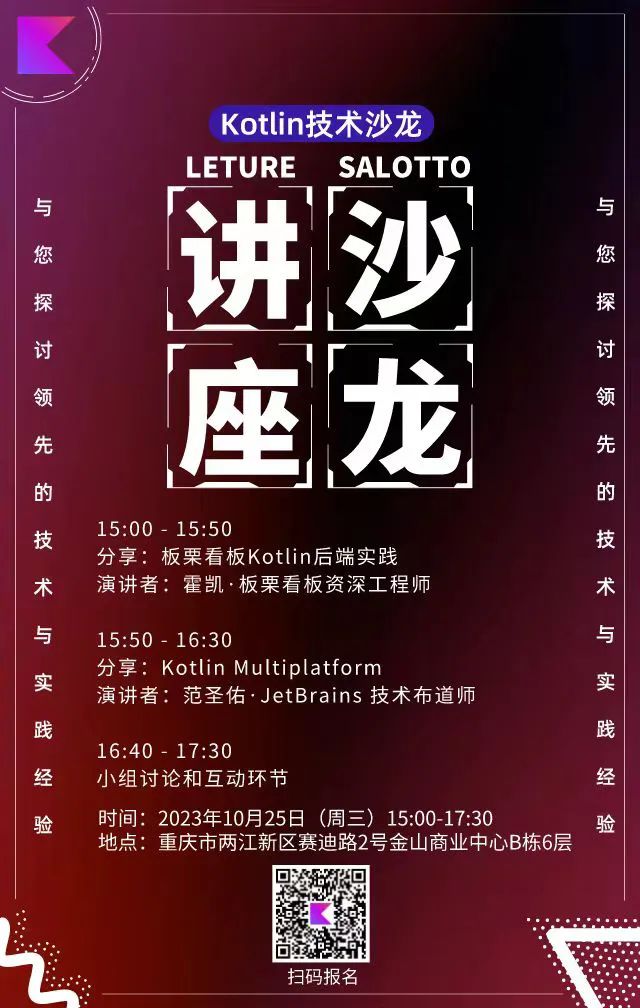 Kotlin技术沙龙
LETURE SALOTTO
讲沙
座龙
与您探讨领先的技术与实践经验
与您探讨领先的技术与实践经验
15:00 - 15:50
分享：板栗看板Kotlin后端实践
演讲者：霍凯·板栗看板资深工程师
15:50 - 16:30
分享：Kotlin Multiplatform
演讲者：范圣佑·JetBrains 技术布道师
16:40 - 17:30
小组讨论和互动环节
时间：2023年10月25日（周三）15:00-17:30
地点：重庆市两江新区赛迪路2号金山商业中心B栋6层
扫码报名